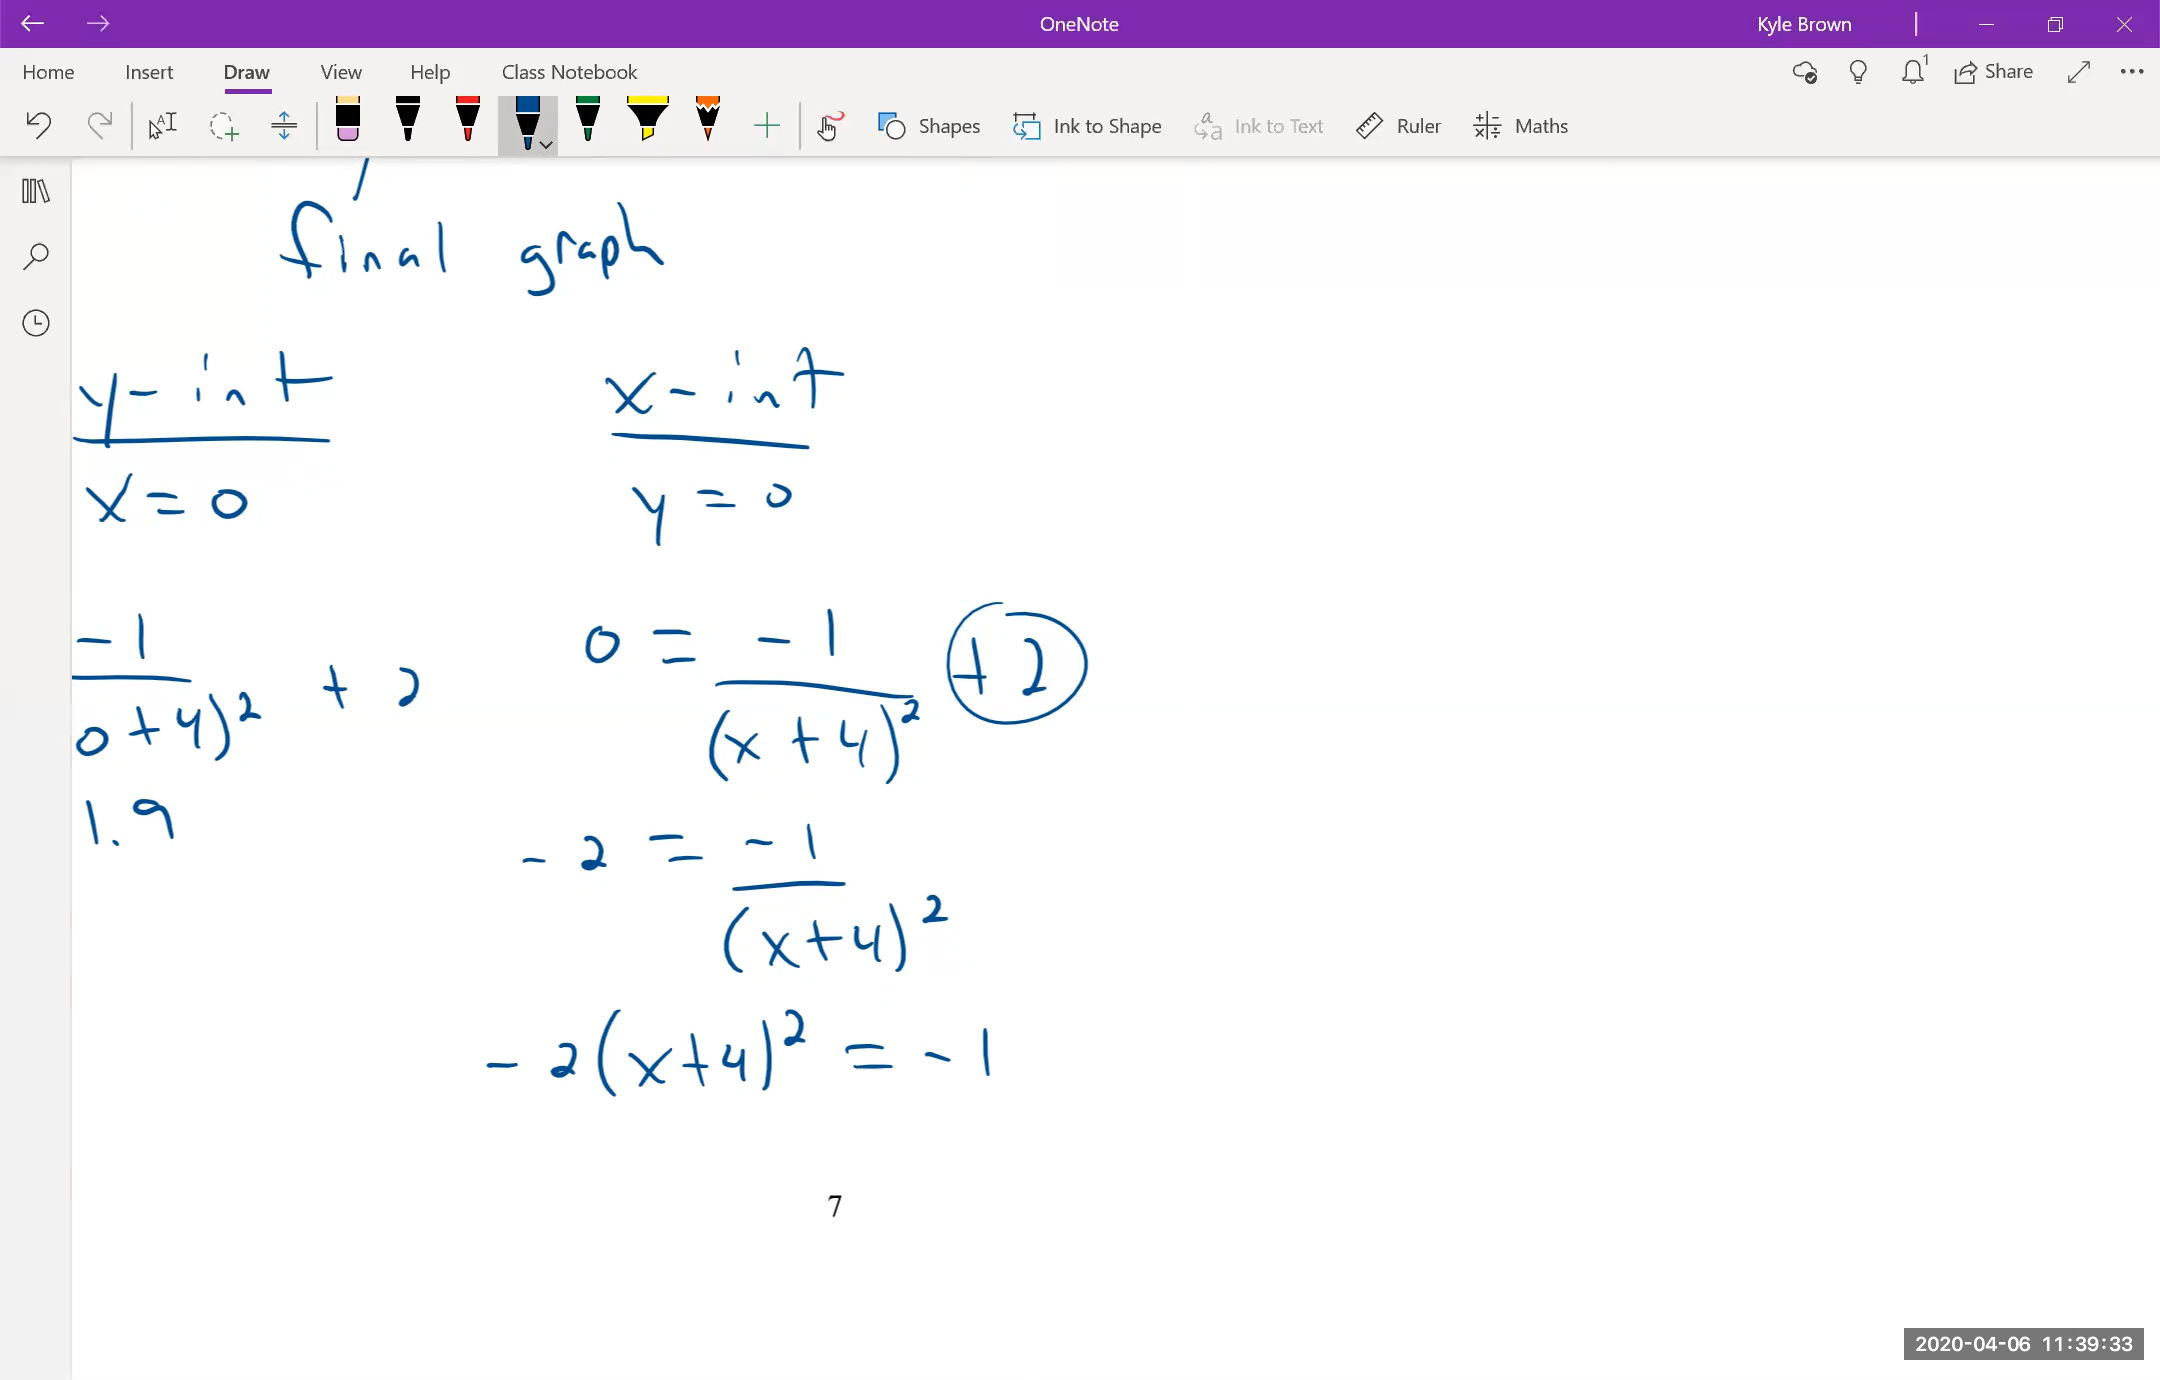 OneNote
Kyle Brown
Home Insert Draw View Help Class Notebook
1 Share
Shapes Ink to Shape Ink to Text Ruler Maths
final graph
y-int
x=0
-1
0+4)² + 2
1.9
x-int
y=0
0 = -1/(x+4)² +2
-2 = -1/(x+4)²
-2(x+4)² = -1
7
2020-04-06 11:39:33